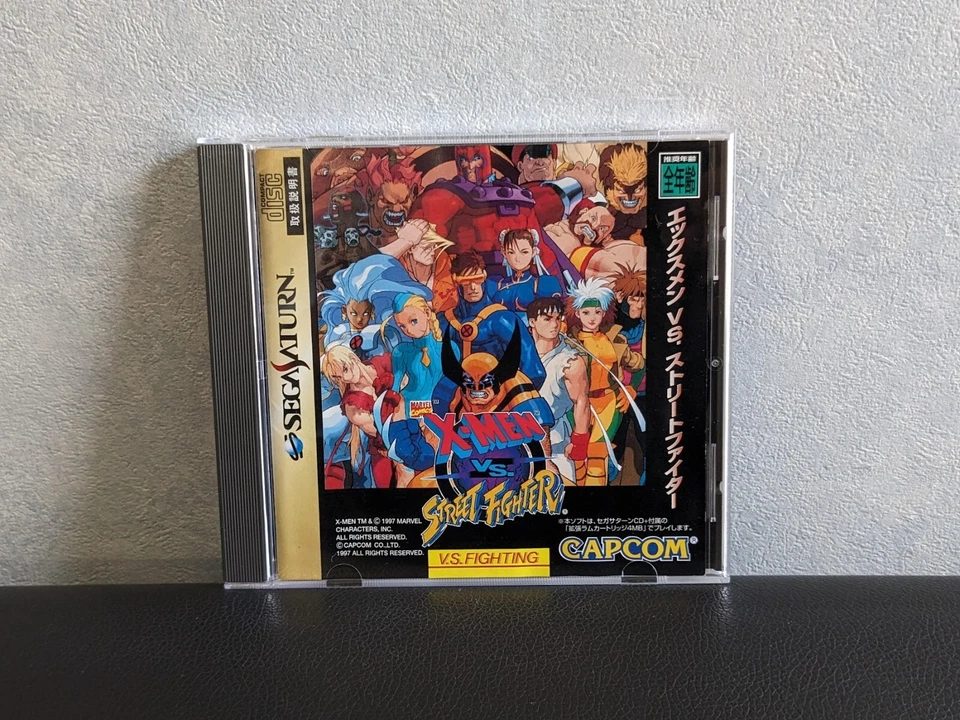 COMPACT
DISC
取扱説明書
SEGA SATURN™
推奨年齢
全年齢
エックスメン VS. ストリートファイター
MARVEL
COMICS
X-MEN™
VS.
STREET FIGHTER®
X-MEN TM & © 1997 MARVEL
CHARACTERS, INC.
ALL RIGHTS RESERVED.
© CAPCOM CO.,LTD.
1997 ALL RIGHTS RESERVED.
※本ソフトは、セガサターンCD+付属の
「拡張ラムカートリッジ4MB」でプレイします。
V.S. FIGHTING
CAPCOM®